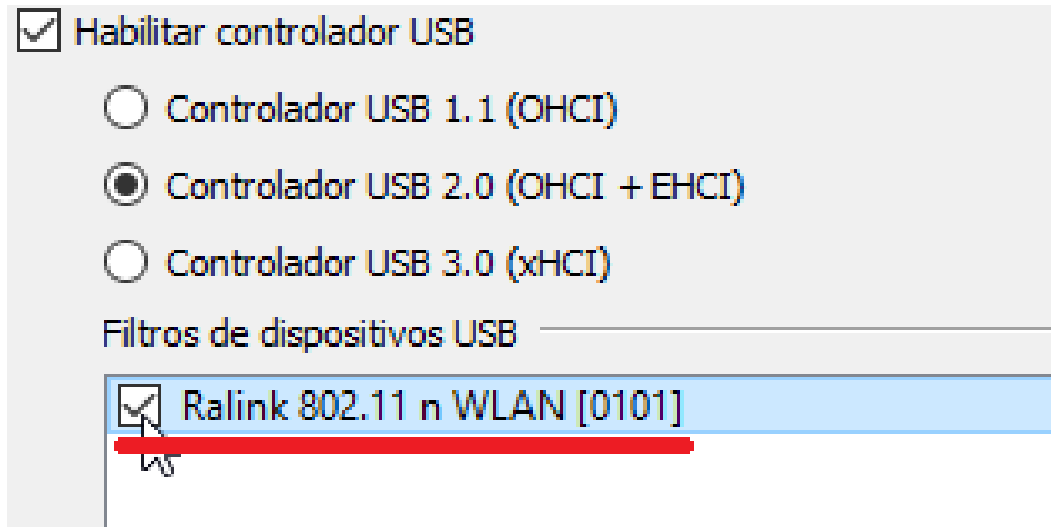 Habilitar controlador USB
Controlador USB 1.1 (OHCI)
Controlador USB 2.0 (OHCI + EHCI)
Controlador USB 3.0 (xHCI)
Filtros de dispositivos USB
Ralink 802.11 n WLAN [0101]